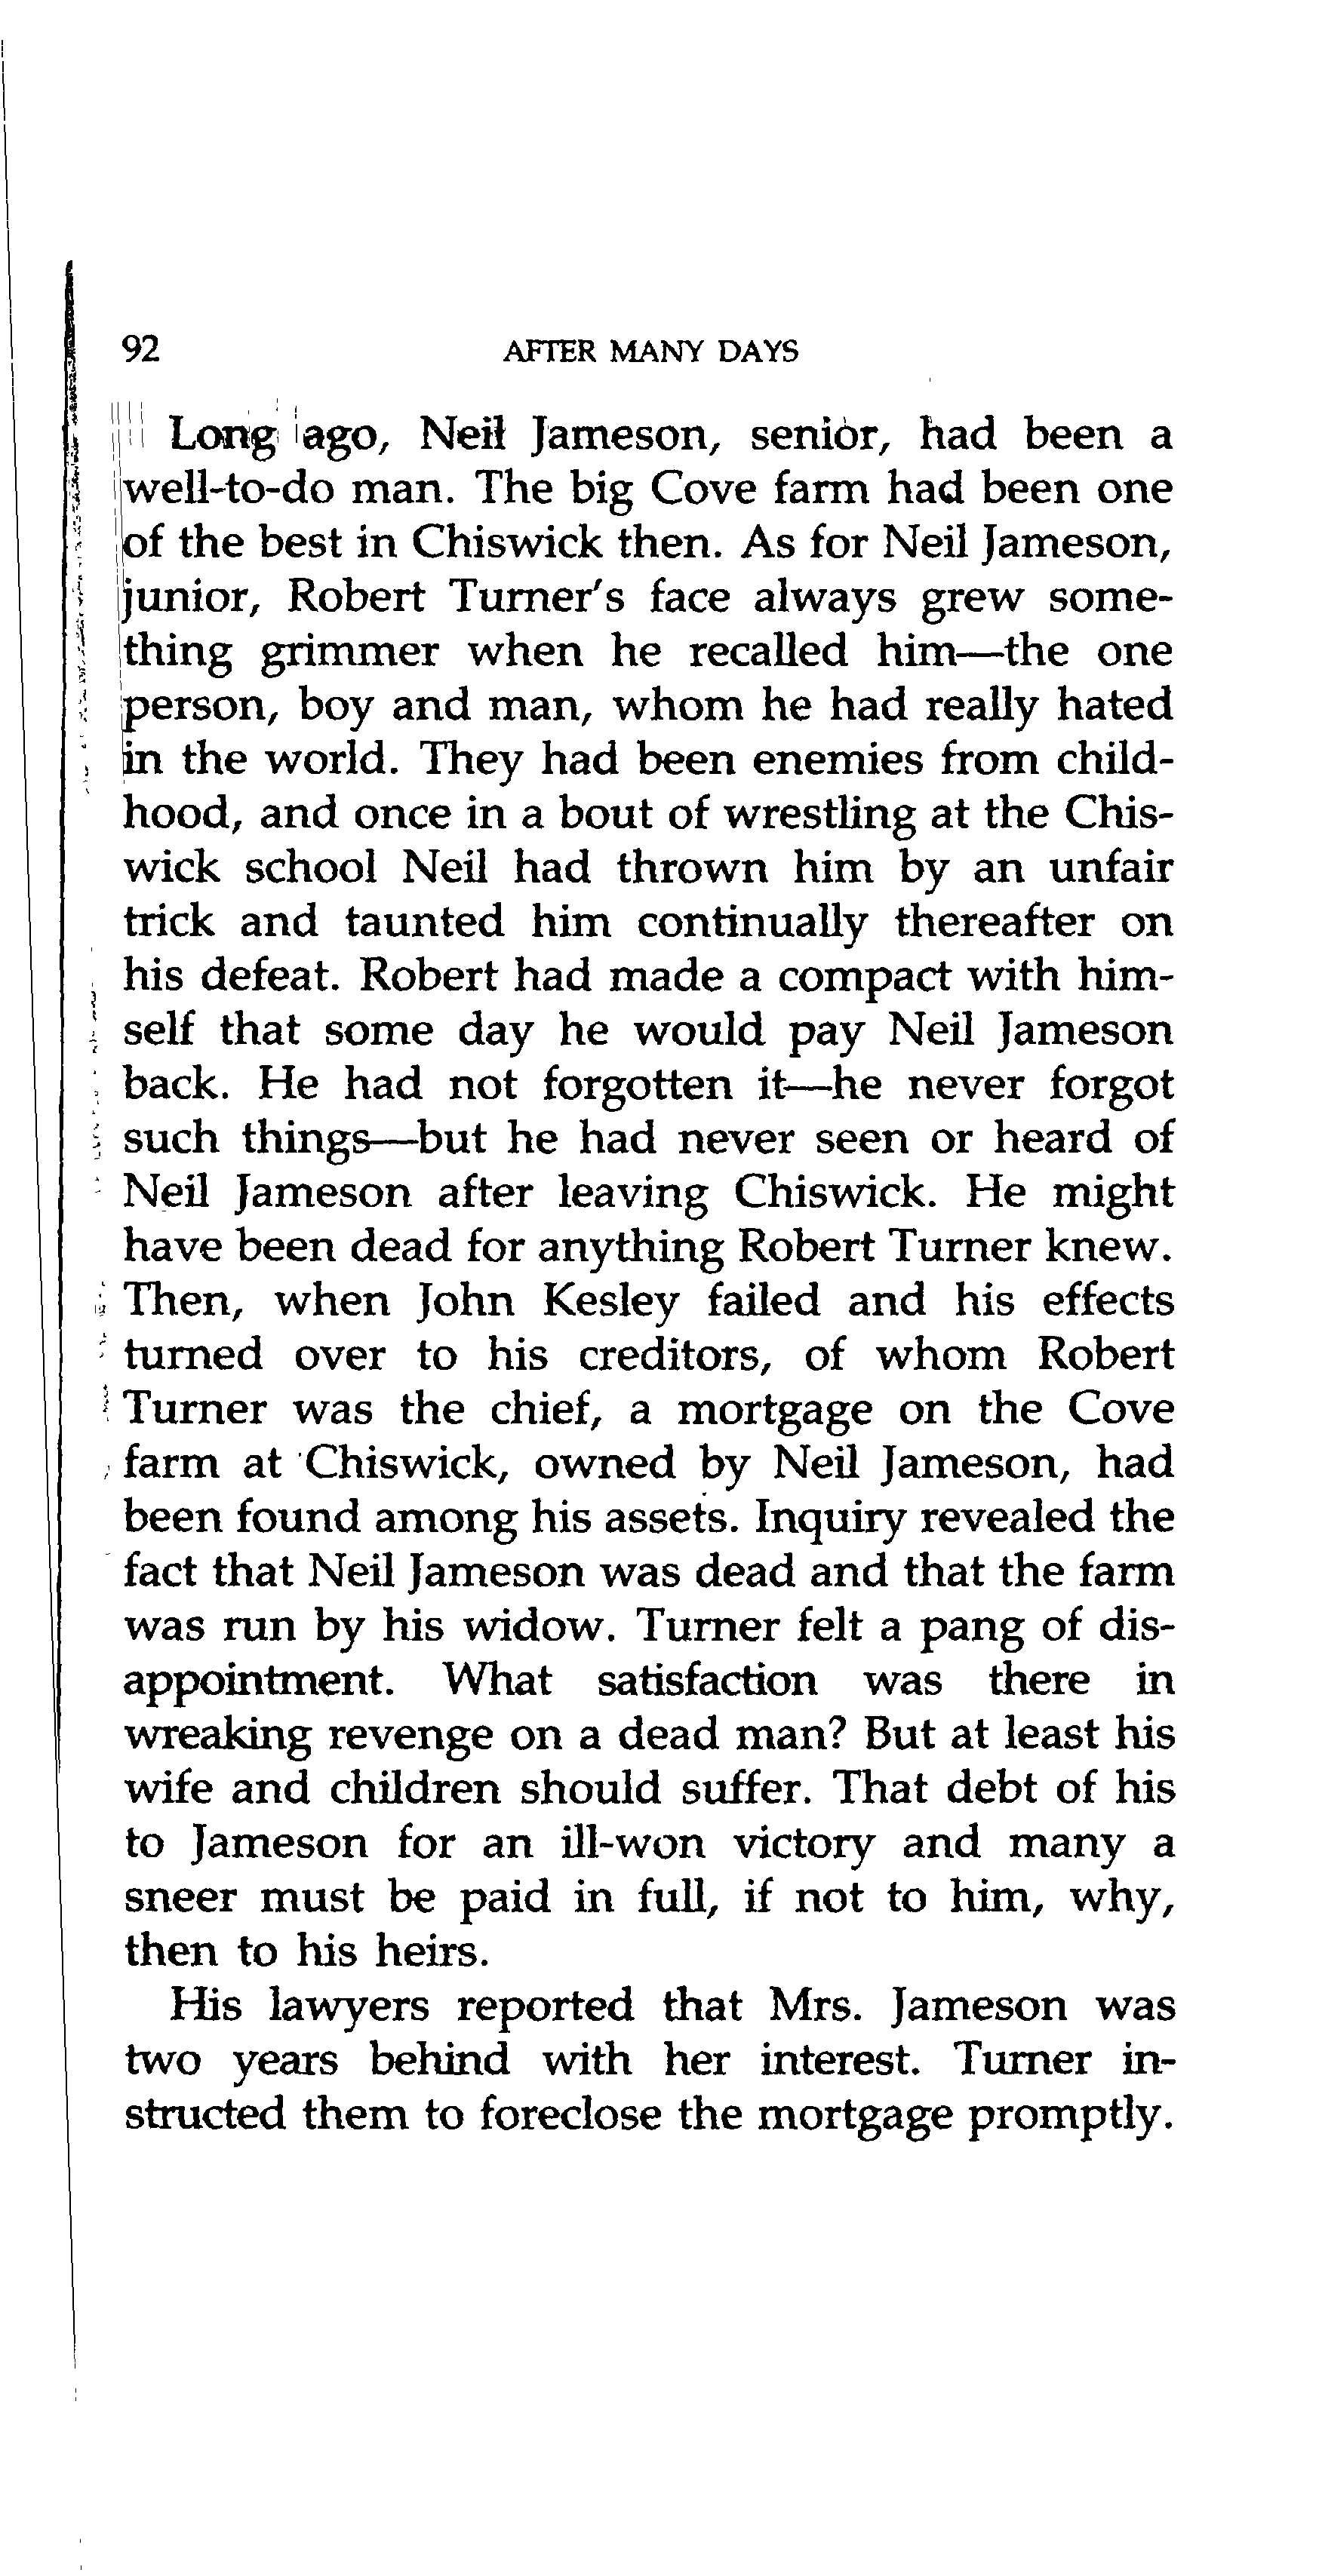 92
AFTER MANY DAYS
Long ago, Neil Jameson, senior, had been a
well-to-do man. The big Cove farm had been one
of the best in Chiswick then. As for Neil Jameson,
junior, Robert Turner's face always grew some-
thing grimmer when he recalled him—the one
person, boy and man, whom he had really hated
in the world. They had been enemies from child-
hood, and once in a bout of wrestling at the Chis-
wick school Neil had thrown him by an unfair
trick and taunted him continually thereafter on
his defeat. Robert had made a compact with him-
self that some day he would pay Neil Jameson
back. He had not forgotten it—he never forgot
such things—but he had never seen or heard of
Neil Jameson after leaving Chiswick. He might
have been dead for anything Robert Turner knew.
Then, when John Kesley failed and his effects
turned over to his creditors, of whom Robert
Turner was the chief, a mortgage on the Cove
farm at Chiswick, owned by Neil Jameson, had
been found among his assets. Inquiry revealed the
fact that Neil Jameson was dead and that the farm
was run by his widow. Turner felt a pang of dis-
appointment. What satisfaction was there in
wreaking revenge on a dead man? But at least his
wife and children should suffer. That debt of his
to Jameson for an ill-won victory and many a
sneer must be paid in full, if not to him, why,
then to his heirs.
His lawyers reported that Mrs. Jameson was
two years behind with her interest. Turner in-
structed them to foreclose the mortgage promptly.